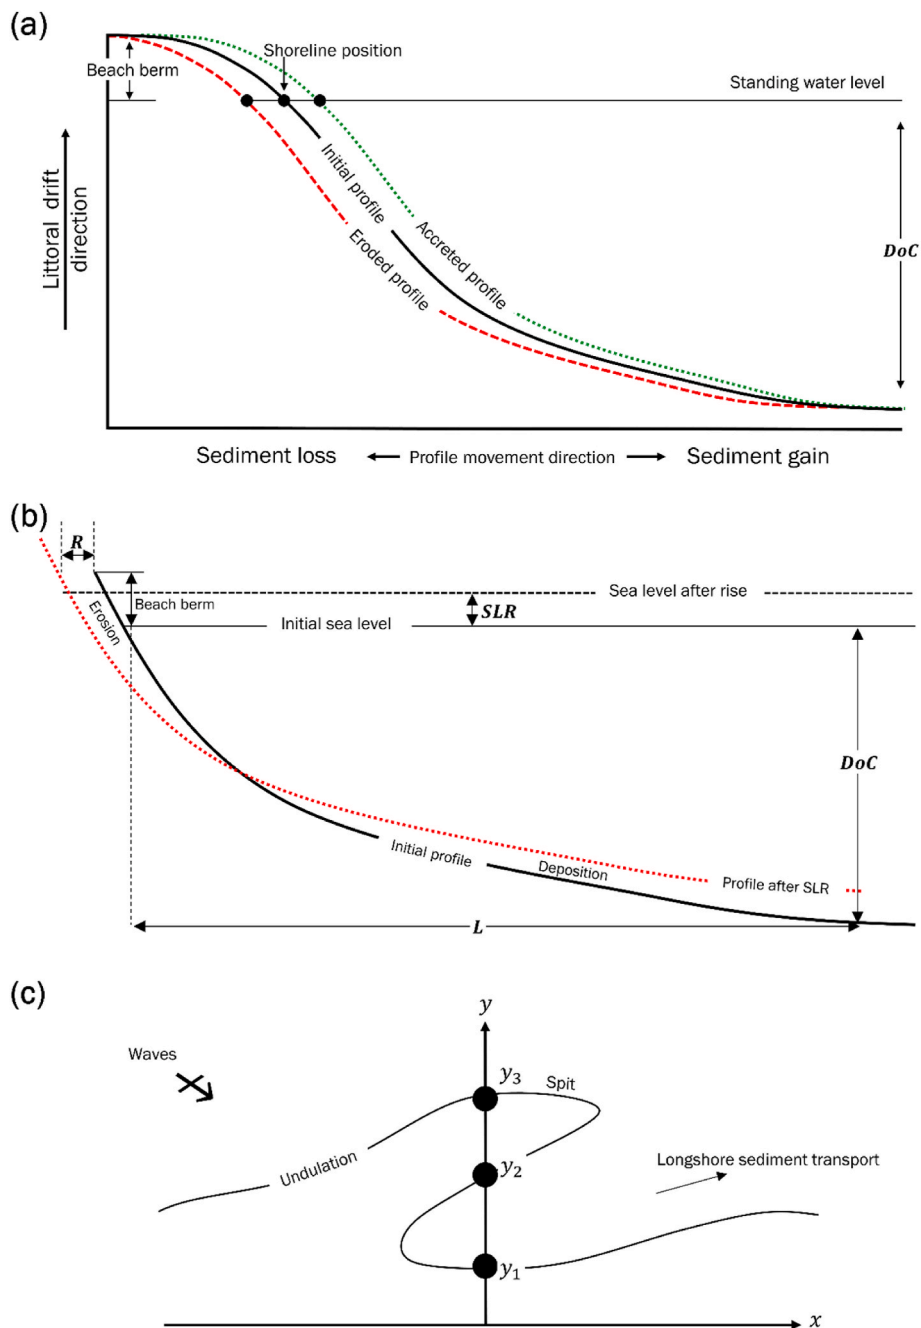 (a)
Shoreline position
Beach berm
Standing water level
Littoral drift
direction
Initial profile
Accreted profile
Eroded profile
DoC
Sediment loss
Profile movement direction
Sediment gain
(b)
R
Sea level after rise
Beach berm
SLR
Erosion
Initial sea level
DoC
Initial profile
Deposition
Profile after SLR
L
(c)
y
Waves
y₃
Spit
Undulation
y₂
Longshore sediment transport
y₁
x